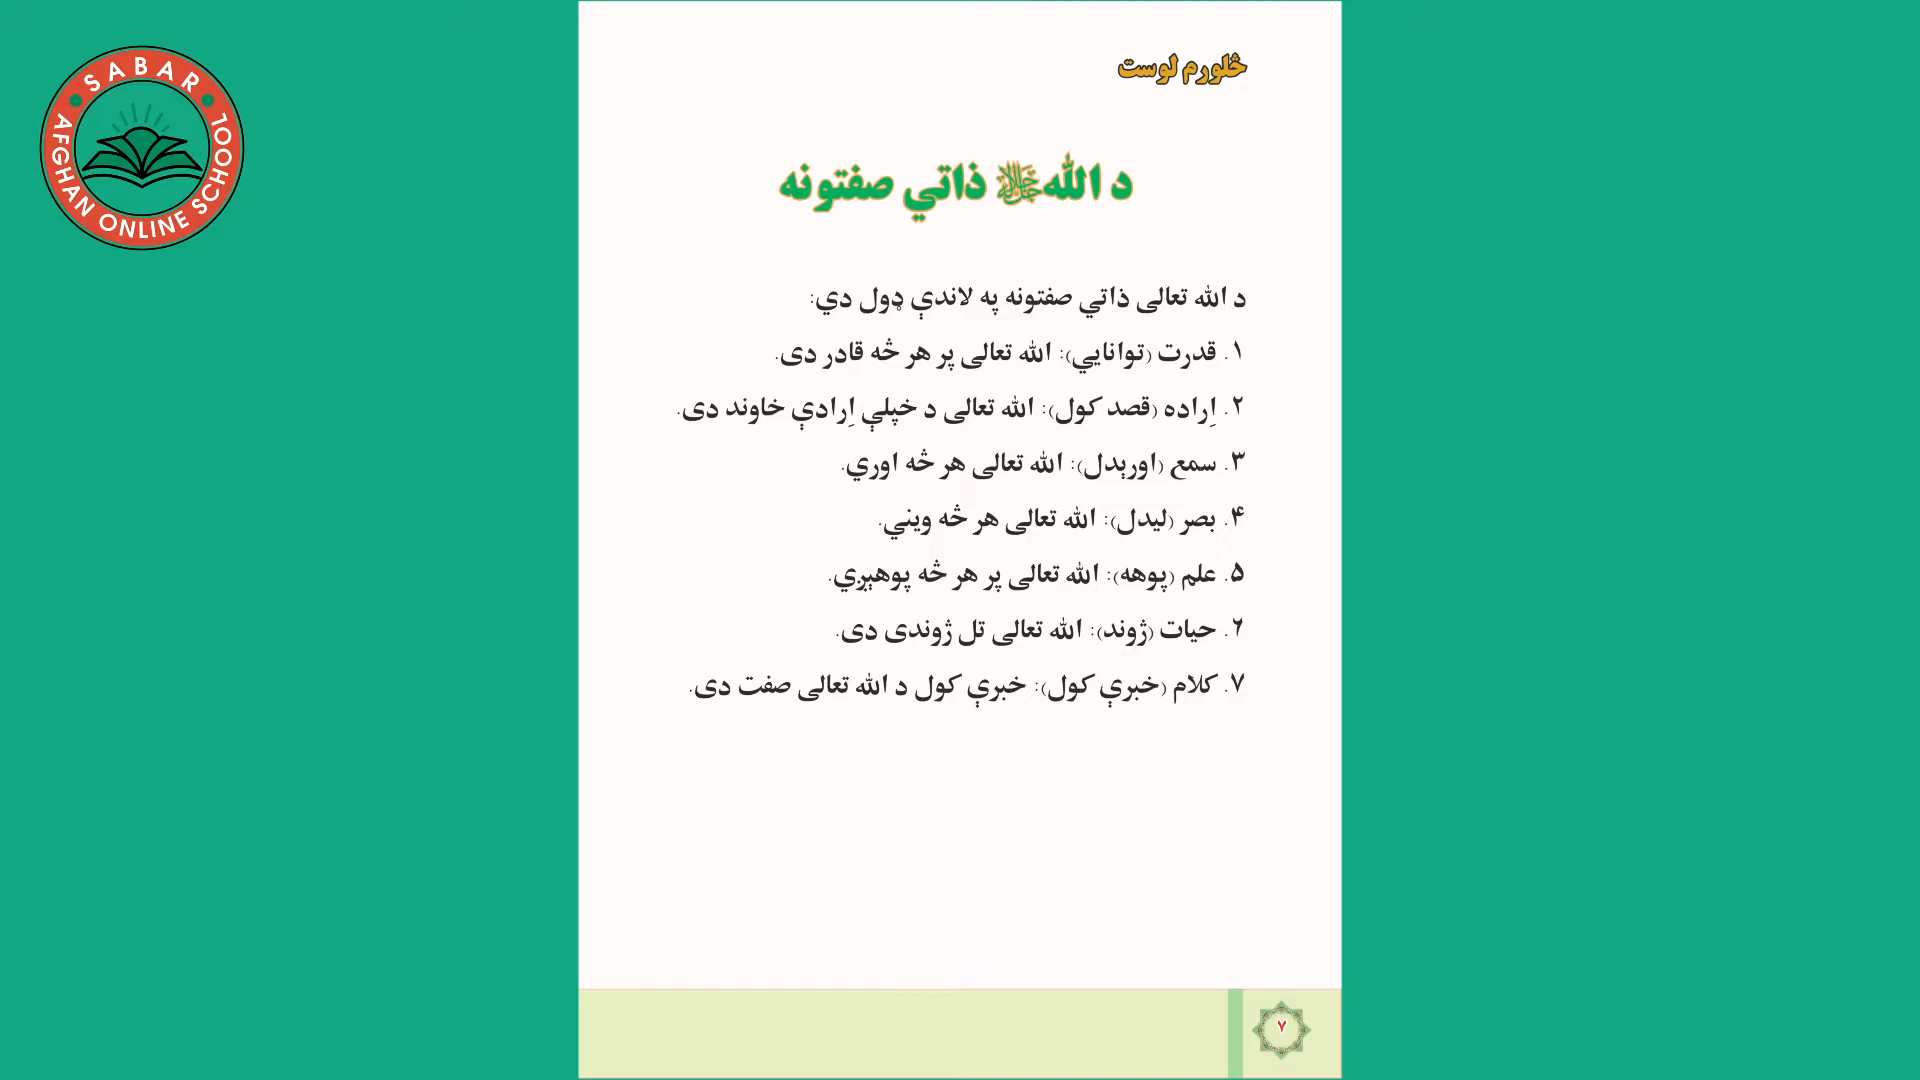 SABAR
AFGHAN ONLINE SCHOOL
څلورم لوست
د الله ﷻ ذاتي صفتونه
د الله تعالی ذاتي صفتونه په لاندې ډول دي:
۱. قدرت (توانايي): الله تعالی پر هر څه قادر دی.
۲. اِراده (قصد کول): الله تعالی د خپلې اِرادې خاوند دی.
۳. سمع (اورېدل): الله تعالی هر څه اوري.
۴. بصر (لیدل): الله تعالی هر څه ویني.
۵. علم (پوهه): الله تعالی پر هر څه پوهېږي.
۶. حیات (ژوند): الله تعالی تل ژوندی دی.
۷. کلام (خبرې کول): خبرې کول د الله تعالی صفت دی.
۷